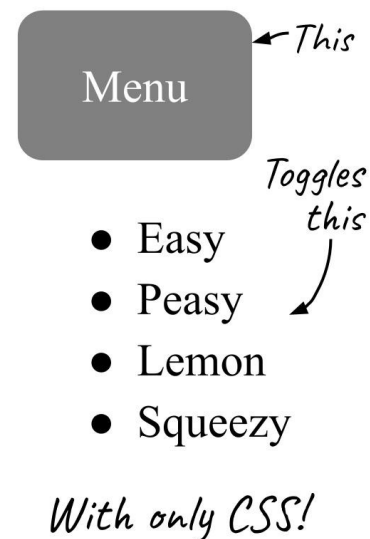 Menu
This
Toggles
this
Easy
Peasy
Lemon
Squeezy
With only CSS!